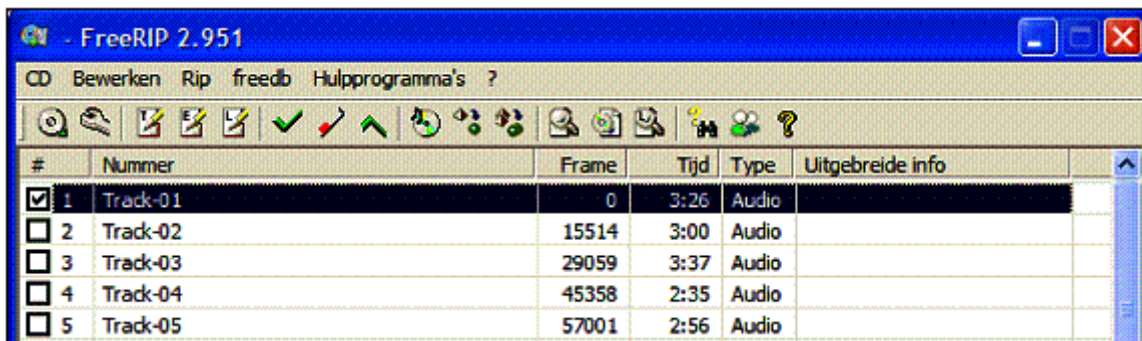 - FreeRIP 2.951
CD Bewerken Rip freedb Hulpprogramma's ?
# Nummer Frame Tijd Type Uitgebreide info
1 Track-01 0 3:26 Audio
2 Track-02 15514 3:00 Audio
3 Track-03 29059 3:37 Audio
4 Track-04 45358 2:35 Audio
5 Track-05 57001 2:56 Audio